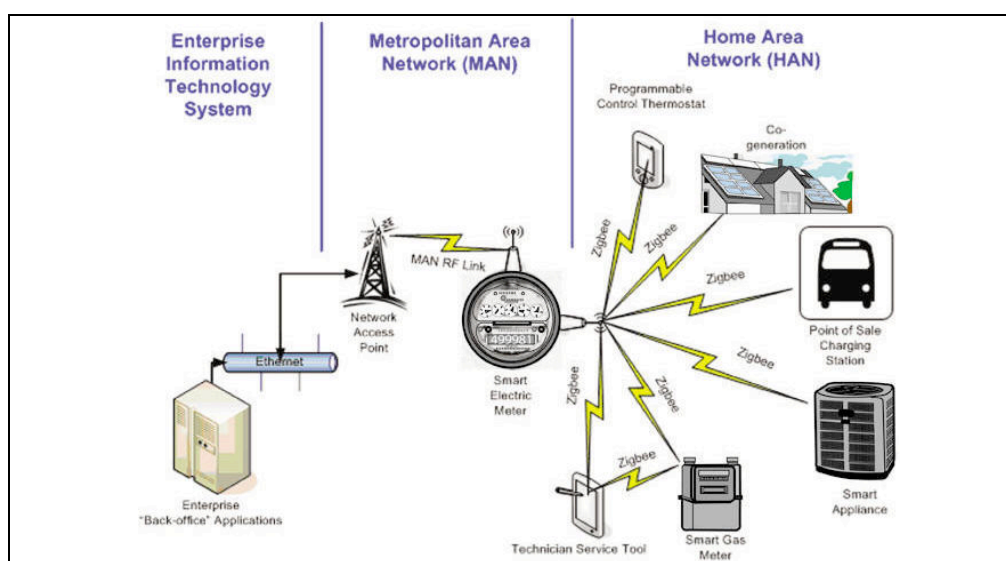 Enterprise
Information
Technology
System
Metropolitan Area
Network (MAN)
Home Area
Network (HAN)
Programmable
Control Thermostat
Co-
generation
Zigbee
Zigbee
Zigbee
Zigbee
Zigbee
Zigbee
Zigbee
MAN RF Link
Network
Access
Point
Ethernet
499981
Smart
Electric
Meter
Point of Sale
Charging
Station
Smart
Appliance
Enterprise
"Back-office" Applications
Technician Service Tool
Smart Gas
Meter